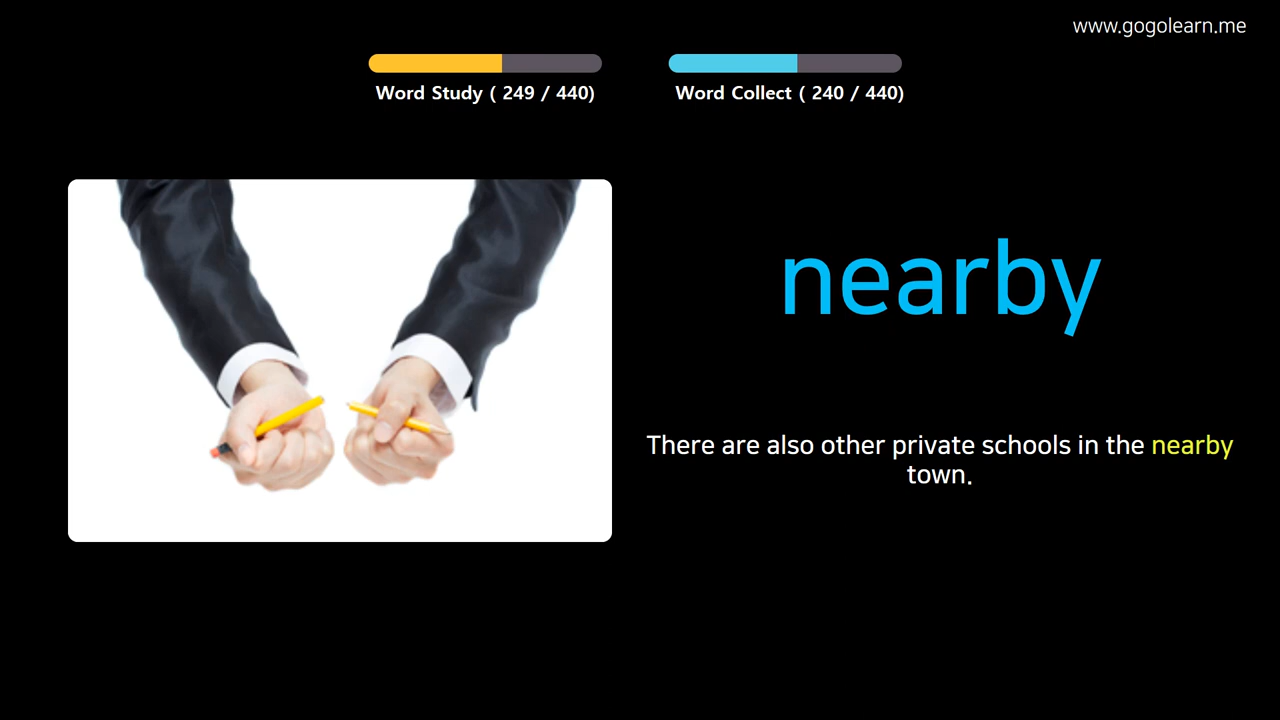 www.gogolearn.me
Word Study ( 249 / 440)
Word Collect ( 240 / 440)
nearby
There are also other private schools in the nearby
town.